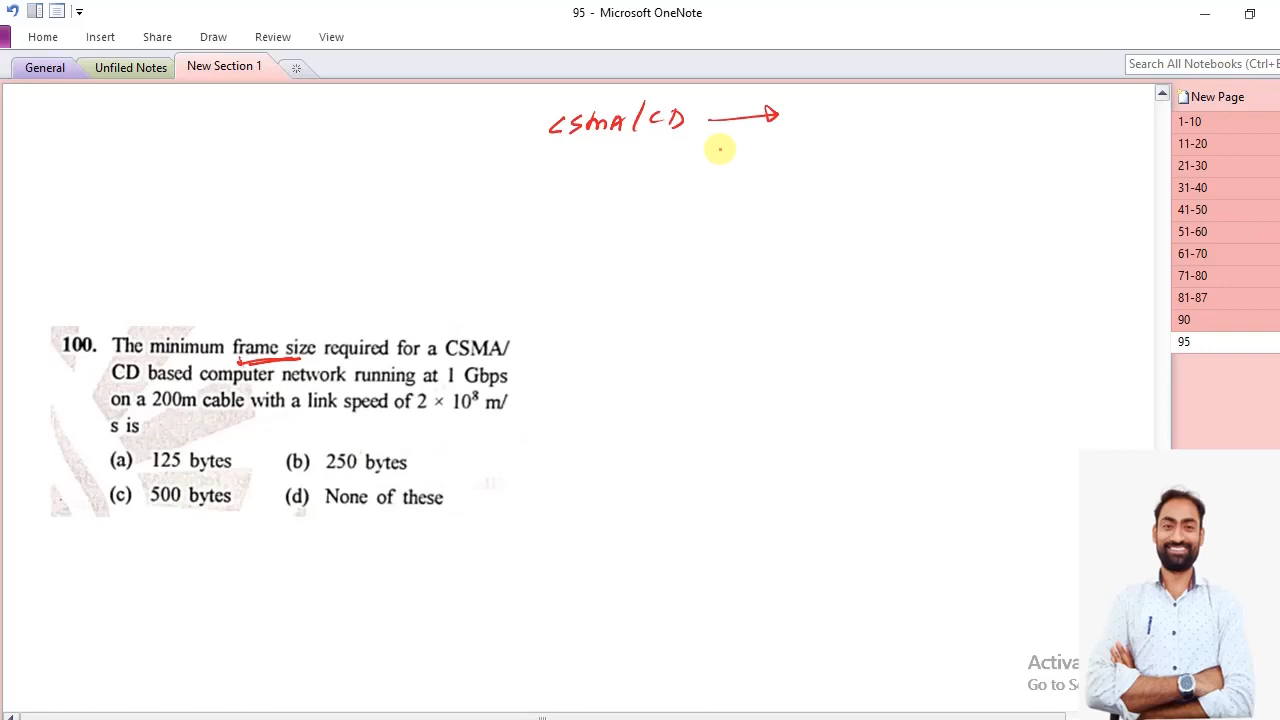 95 - Microsoft OneNote
Home Insert Share Draw Review View
General Unfiled Notes New Section 1
Search All Notebooks (Ctrl+E
CSMA/CD
New Page
1-10
11-20
21-30
31-40
41-50
51-60
61-70
71-80
81-87
90
95
100. The minimum frame size required for a CSMA/
CD based computer network running at 1 Gbps
on a 200m cable with a link speed of 2 × 10⁸ m/
s is
(a) 125 bytes (b) 250 bytes
(c) 500 bytes (d) None of these
Activa
Go to Se